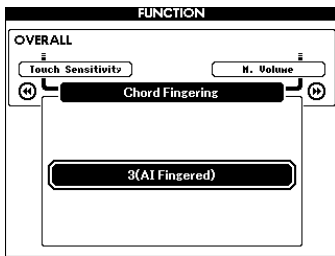 FUNCTION
OVERALL
Touch Sensitivity
M. Volume
Chord Fingering
3(AI Fingered)